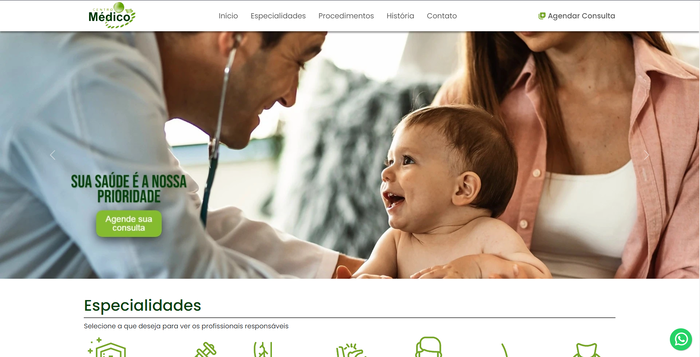 CENTRO
Médico
Início
Especialidades
Procedimentos
História
Contato
Agendar Consulta
SUA SAÚDE É A NOSSA
PRIORIDADE
Agende sua
consulta
Especialidades
Selecione a que deseja para ver os profissionais responsáveis